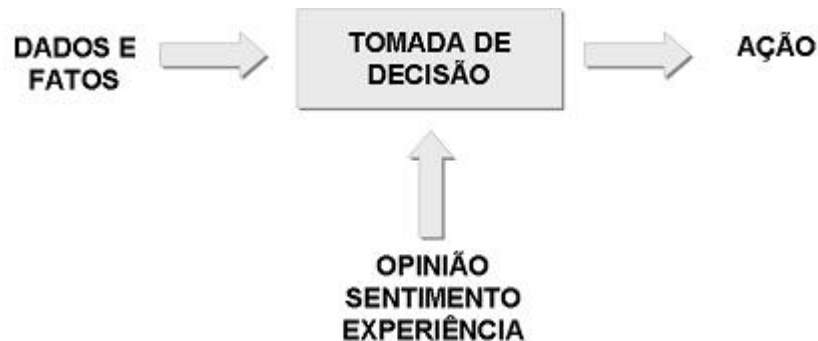 DADOS E
FATOS
TOMADA DE
DECISÃO
AÇÃO
OPINIÃO
SENTIMENTO
EXPERIÊNCIA